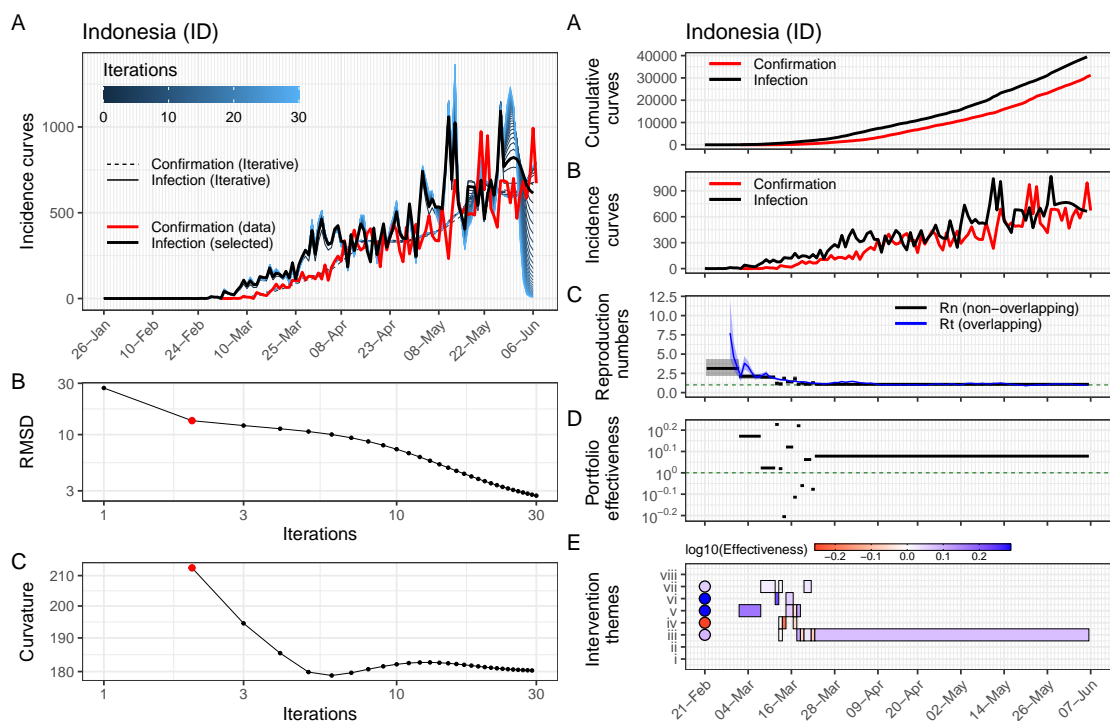 A
Indonesia (ID)
Iterations
0 10 20 30
Confirmation (Iterative)
Infection (Iterative)
Confirmation (data)
Infection (selected)
Incidence curves
1000
500
0
26−Jan
10−Feb
24−Feb
10−Mar
25−Mar
08−Apr
23−Apr
08−May
22−May
06−Jun
B
RMSD
30
10
3
1 3 10 30
Iterations
C
Curvature
210
200
190
180
1 3 10 30
Iterations
A
Indonesia (ID)
Cumulative
curves
40000
30000
20000
10000
0
Confirmation
Infection
B
Incidence
curves
900
600
300
0
Confirmation
Infection
C
Reproduction
numbers
12.5
10.0
7.5
5.0
2.5
0.0
Rn (non−overlapping)
Rt (overlapping)
D
Portfolio
effectiveness
10^0.2
10^0.1
10^0
10^−0.1
10^−0.2
E
log10(Effectiveness)
−0.2 −0.1 0.0 0.1 0.2
Intervention
themes
viii
vii
vi
v
iv
iii
ii
i
21−Feb
04−Mar
16−Mar
28−Mar
09−Apr
20−Apr
02−May
14−May
26−May
07−Jun